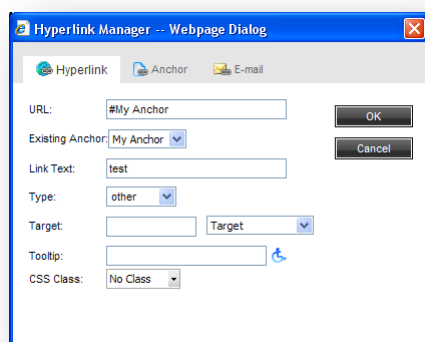 Hyperlink Manager -- Webpage Dialog
Hyperlink Anchor E-mail
URL: #My Anchor
OK
Existing Anchor: My Anchor
Cancel
Link Text: test
Type: other
Target: Target
Tooltip:
CSS Class: No Class